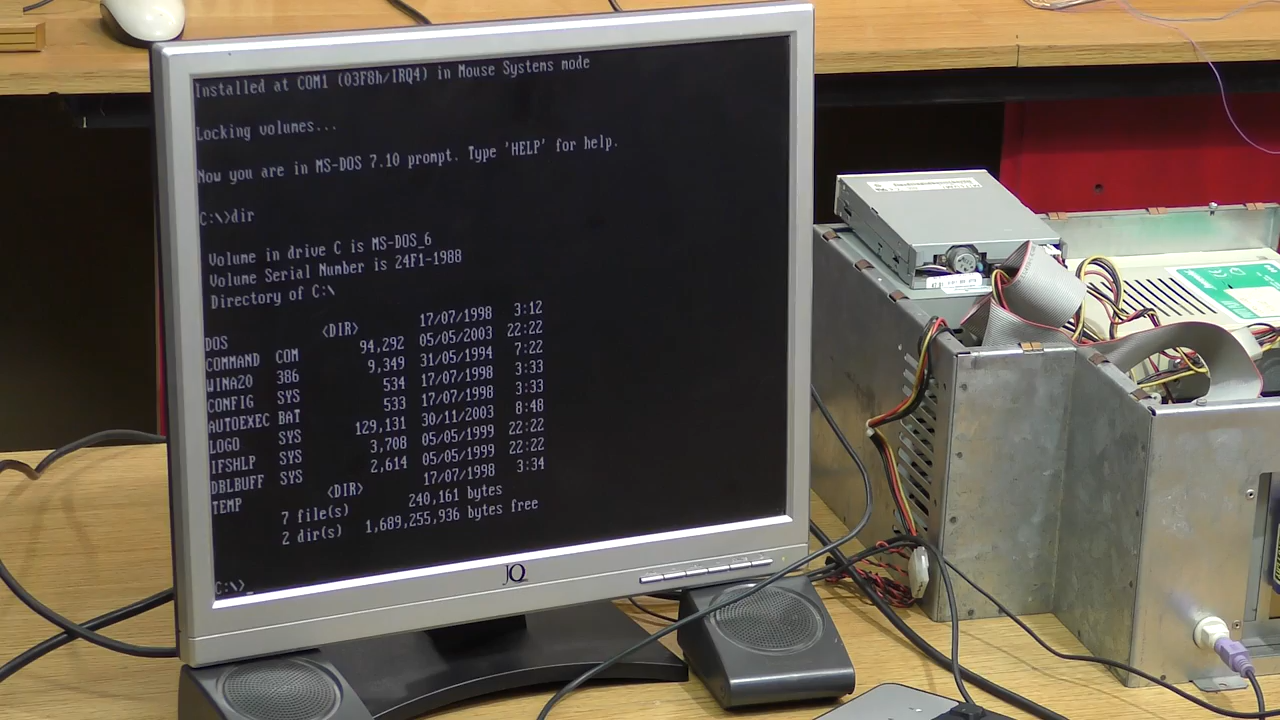 Installed at COM1 (03F8h/IRQ4) in Mouse Systems mode
Locking volumes...
Now you are in MS-DOS 7.10 prompt. Type 'HELP' for help.
C:\>dir
Volume in drive C is MS-DOS_6
Volume Serial Number is 24F1-1988
Directory of C:\
DOS <DIR> 17/07/1998 3:12
COMMAND COM 94,292 05/05/2003 22:22
WINA20 386 9,349 31/05/1994 7:22
CONFIG SYS 534 17/07/1998 3:33
AUTOEXEC BAT 533 17/07/1998 3:33
LOGO SYS 129,131 30/11/2003 8:48
IFSHLP SYS 3,708 05/05/1999 22:22
DBLBUFF SYS 2,614 05/05/1999 22:22
TEMP <DIR> 17/07/1998 3:34
7 file(s) 240,161 bytes
2 dir(s) 1,689,255,936 bytes free
C:\>_
JQ